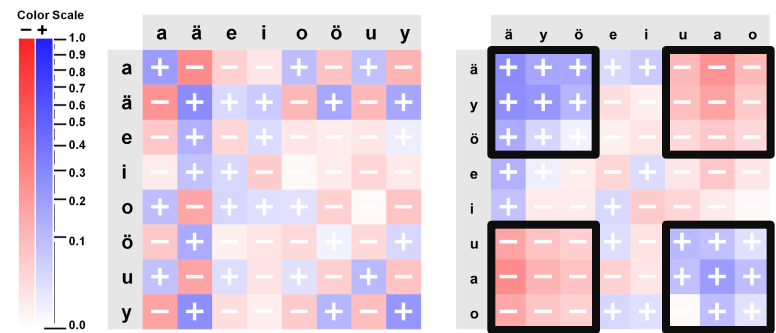 Color Scale
− +
1.0
0.9
0.8
0.7
0.6
0.5
0.4
0.3
0.2
0.1
0.0
a ä e i o ö u y
a + − − − + − + −
ä − + + + − + − +
e − + − + − − − +
i − + + − − − − −
o + − + + + − − −
ö − + − − − + − +
u + − + − + − + −
y − + − − − + − +
ä y ö e i u a o
ä + + + + + − − −
y + + + − − − − −
ö + + + − − − − −
e + + − − + − − −
i + − − + − − − −
u − − − + − + + +
a − − − − − + + +
o − − − + + − + +